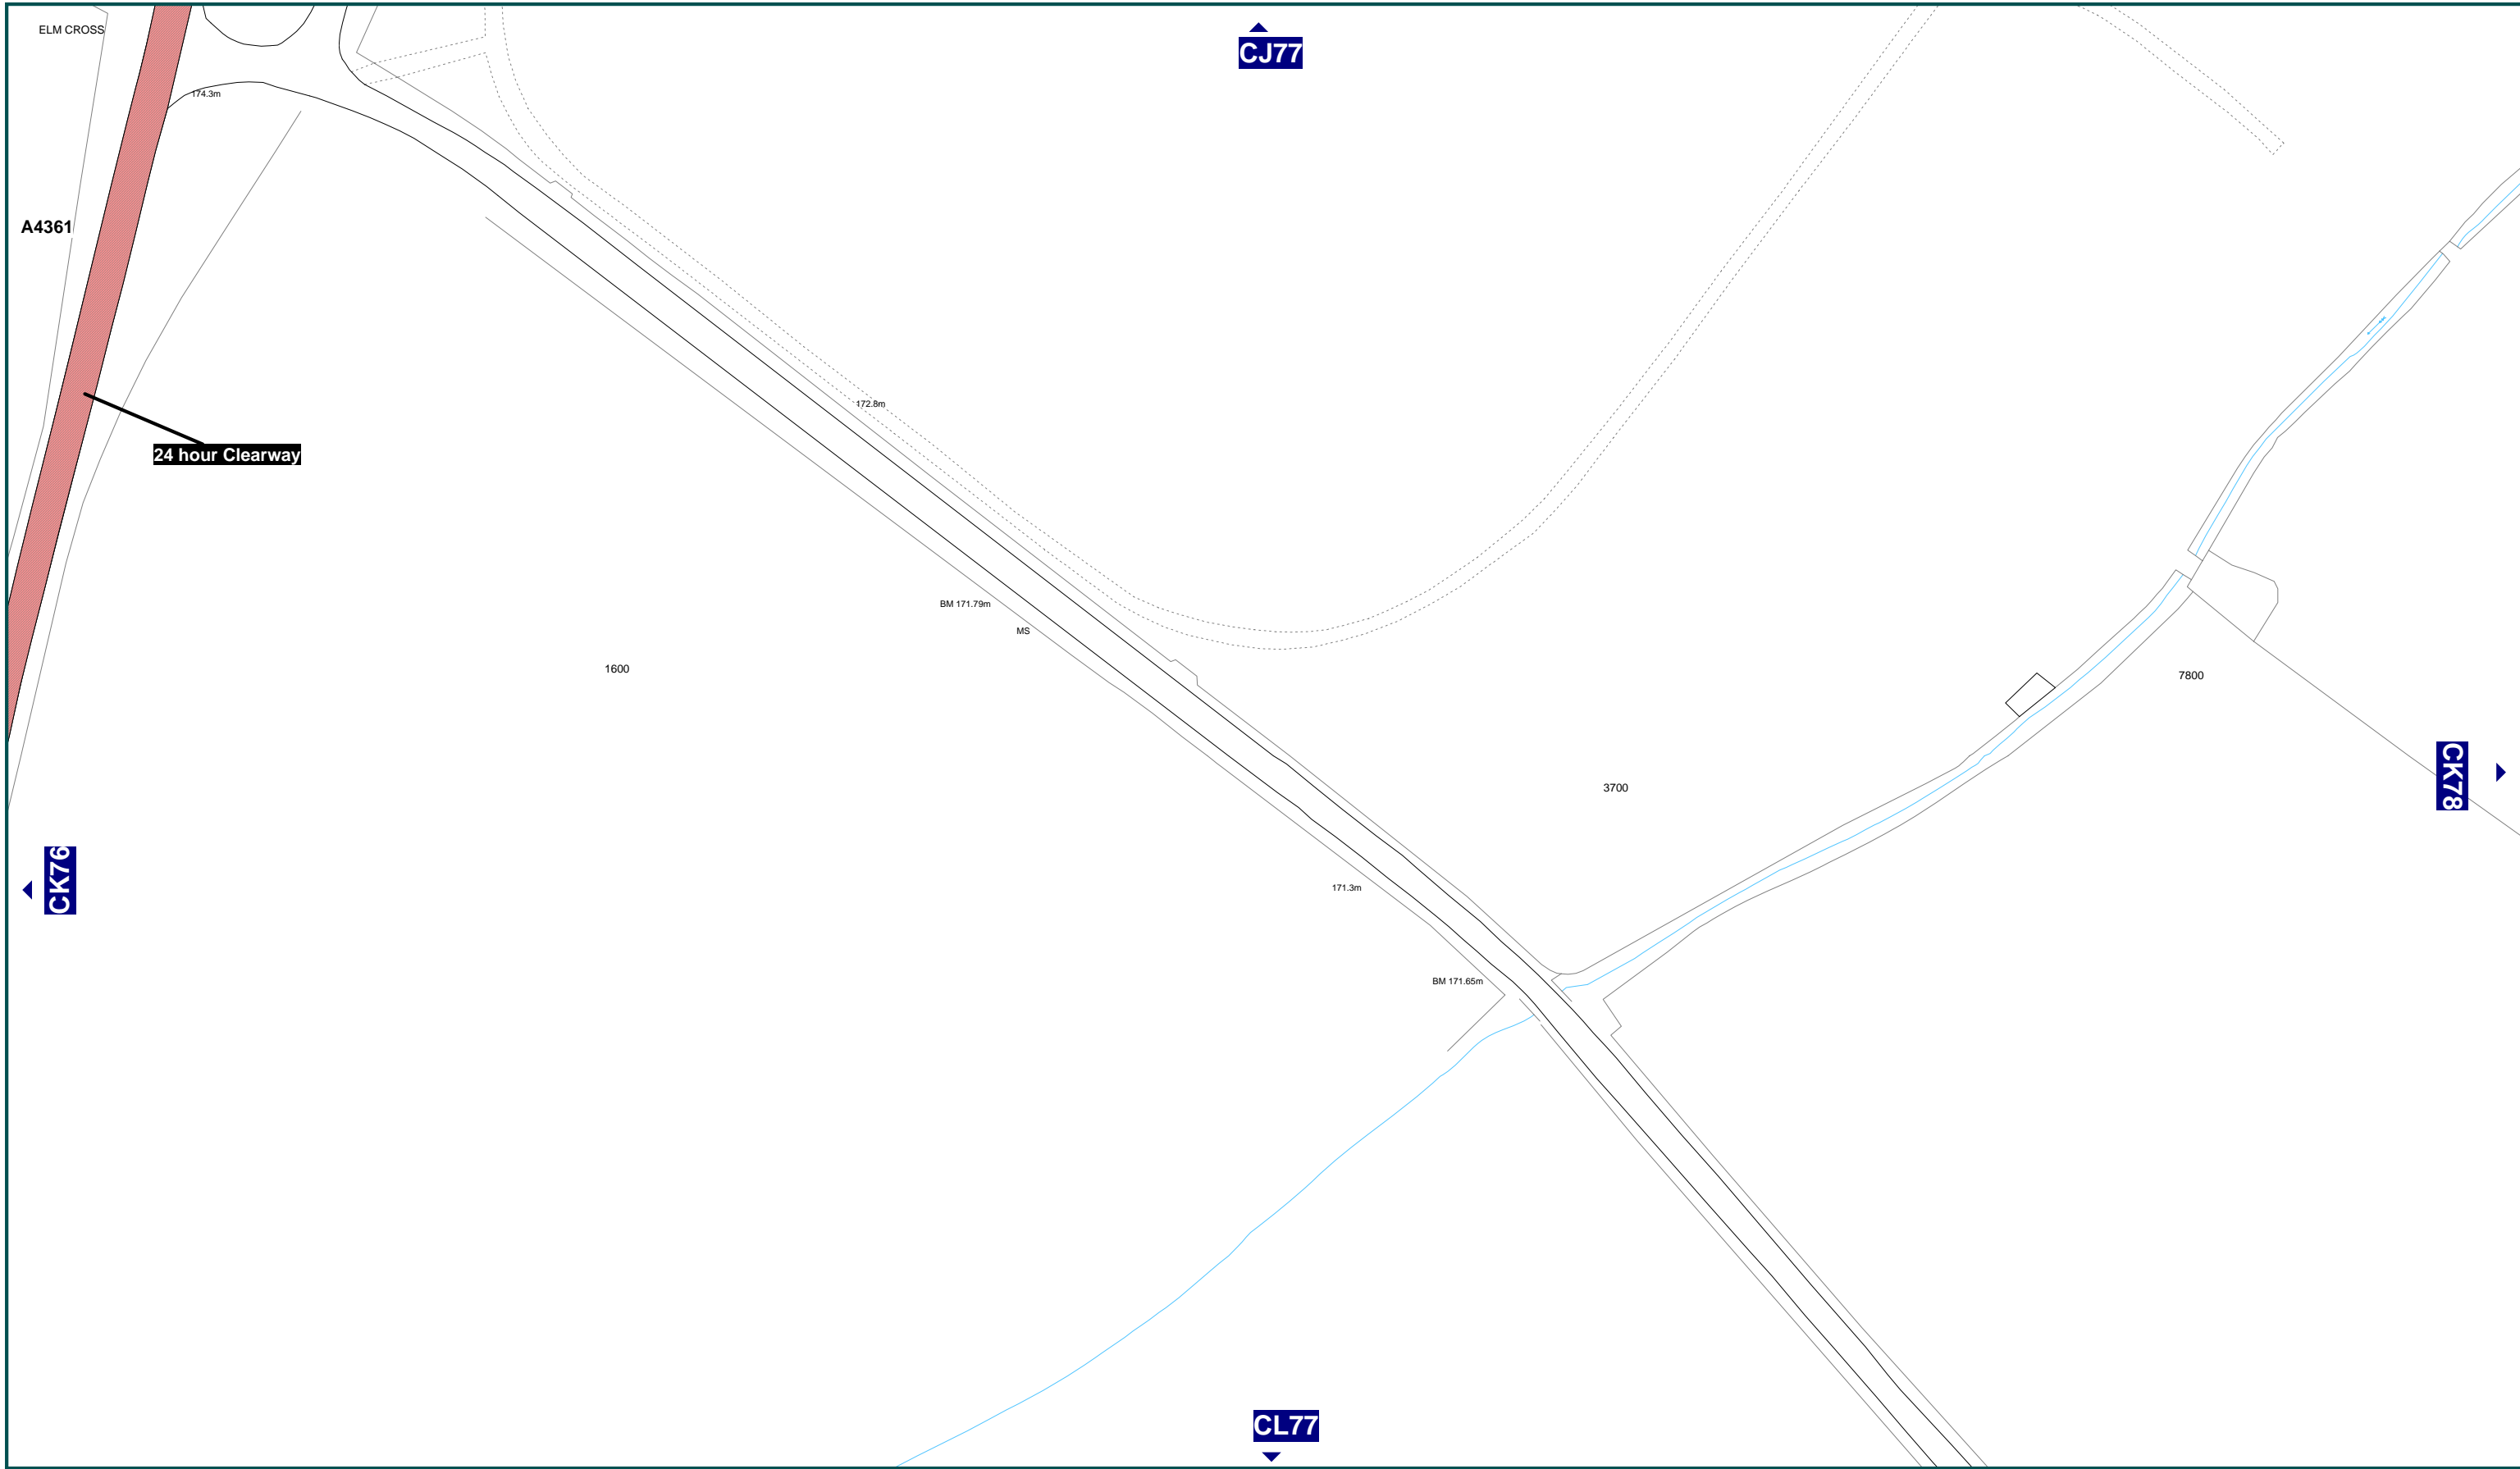 ELM CROSS
CJ77
174.3m
A4361
172.8m
24 hour Clearway
BM 171.79m
MS
1600
7800
CK78
3700
CK76
171.3m
BM 171.65m
CL77